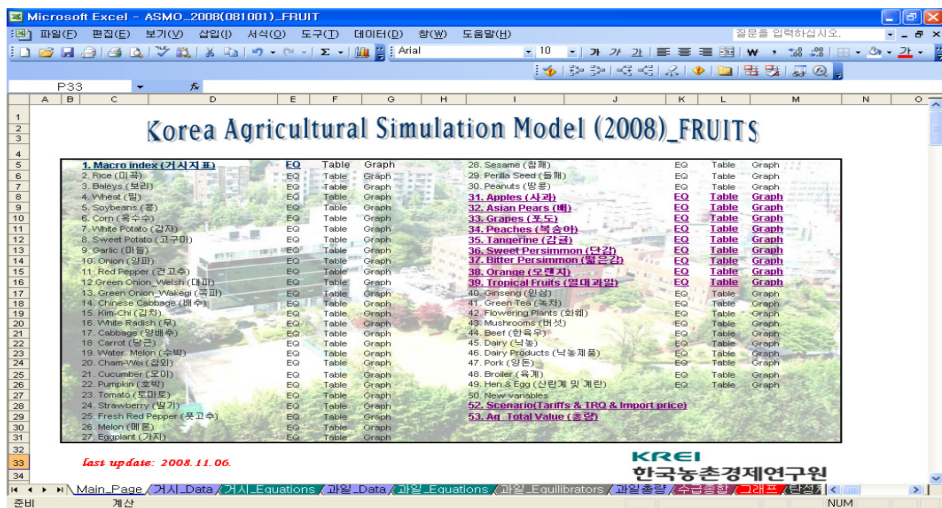 Microsoft Excel - ASMO_2008(081001)_FRUIT
파일(F) 편집(E) 보기(V) 삽입(I) 서식(O) 도구(T) 데이터(D) 창(W) 도움말(H) 질문을 입력하십시오.
Arial 10 가 가 가
P33 fx
A B C D E F G H I J K L M N O
Korea Agricultural Simulation Model (2008)_FRUITS
1. Macro index (거시지표) EQ Table Graph 28. Sesame (참깨) EQ Table Graph
2. Rice (미곡) EQ Table Graph 29. Perilla Seed (들깨) EQ Table Graph
3. Baleys (보리) EQ Table Graph 30. Peanuts (땅콩) EQ Table Graph
4. Wheat (밀) EQ Table Graph 31. Apples (사과) EQ Table Graph
5. Soybeans (콩) EQ Table Graph 32. Asian Pears (배) EQ Table Graph
6. Corn (옥수수) EQ Table Graph 33. Grapes (포도) EQ Table Graph
7. White Potato (감자) EQ Table Graph 34. Peaches (복숭아) EQ Table Graph
8. Sweet Potato (고구마) EQ Table Graph 35. Tangerine (감귤) EQ Table Graph
9. Garlic (마늘) EQ Table Graph 36. Sweet Persimmon (단감) EQ Table Graph
10. Onion (양파) EQ Table Graph 37. Bitter Persimmon (떫은감) EQ Table Graph
11. Red Pepper (건고추) EQ Table Graph 38. Orange (오렌지) EQ Table Graph
12.Green Onion_Welsh (대파) EQ Table Graph 39. Tropical Fruits (열대과일) EQ Table Graph
13. Green Onion_Wakegi (쪽파) EQ Table Graph 40. Ginseng (인삼) EQ Table Graph
14. Chinese Cabbage (배추) EQ Table Graph 41. Green Tea (녹차) EQ Table Graph
15. Kim-Chi (김치) EQ Table Graph 42. Flowering Plants (화훼) EQ Table Graph
16. White Radish (무) EQ Table Graph 43. Mushrooms (버섯) EQ Table Graph
17. Cabbage (양배추) EQ Table Graph 44. Beef (한육우) EQ Table Graph
18. Carrot (당근) EQ Table Graph 45. Dairy (낙농) EQ Table Graph
19. Water. Melon (수박) EQ Table Graph 46. Dairy Products (낙농제품) EQ Table Graph
20. Cham-Wei (참외) EQ Table Graph 47. Pork (양돈) EQ Table Graph
21. Cucumber (오이) EQ Table Graph 48. Broiler (육계) EQ Table Graph
22. Pumpkin (호박) EQ Table Graph 49. Hen & Egg (산란계 및 계란) EQ Table Graph
23. Tomato (토마토) EQ Table Graph 50. New variables
24. Strawberry (딸기) EQ Table Graph 52. Scenario(Tariffs & TRQ & Import price)
25. Fresh Red Pepper (풋고추) EQ Table Graph 53. Ag_Total Value (총량)
26. Melon (메론) EQ Table Graph
27. Eggplant (가지) EQ Table Graph
last update: 2008.11.06.
KREI
한국농촌경제연구원
Main_Page 거시_Data 거시_Equations 과일_Data 과일_Equations 과일_Equilibrators 과일총량 수급종합 그래프
준비 계산 NUM